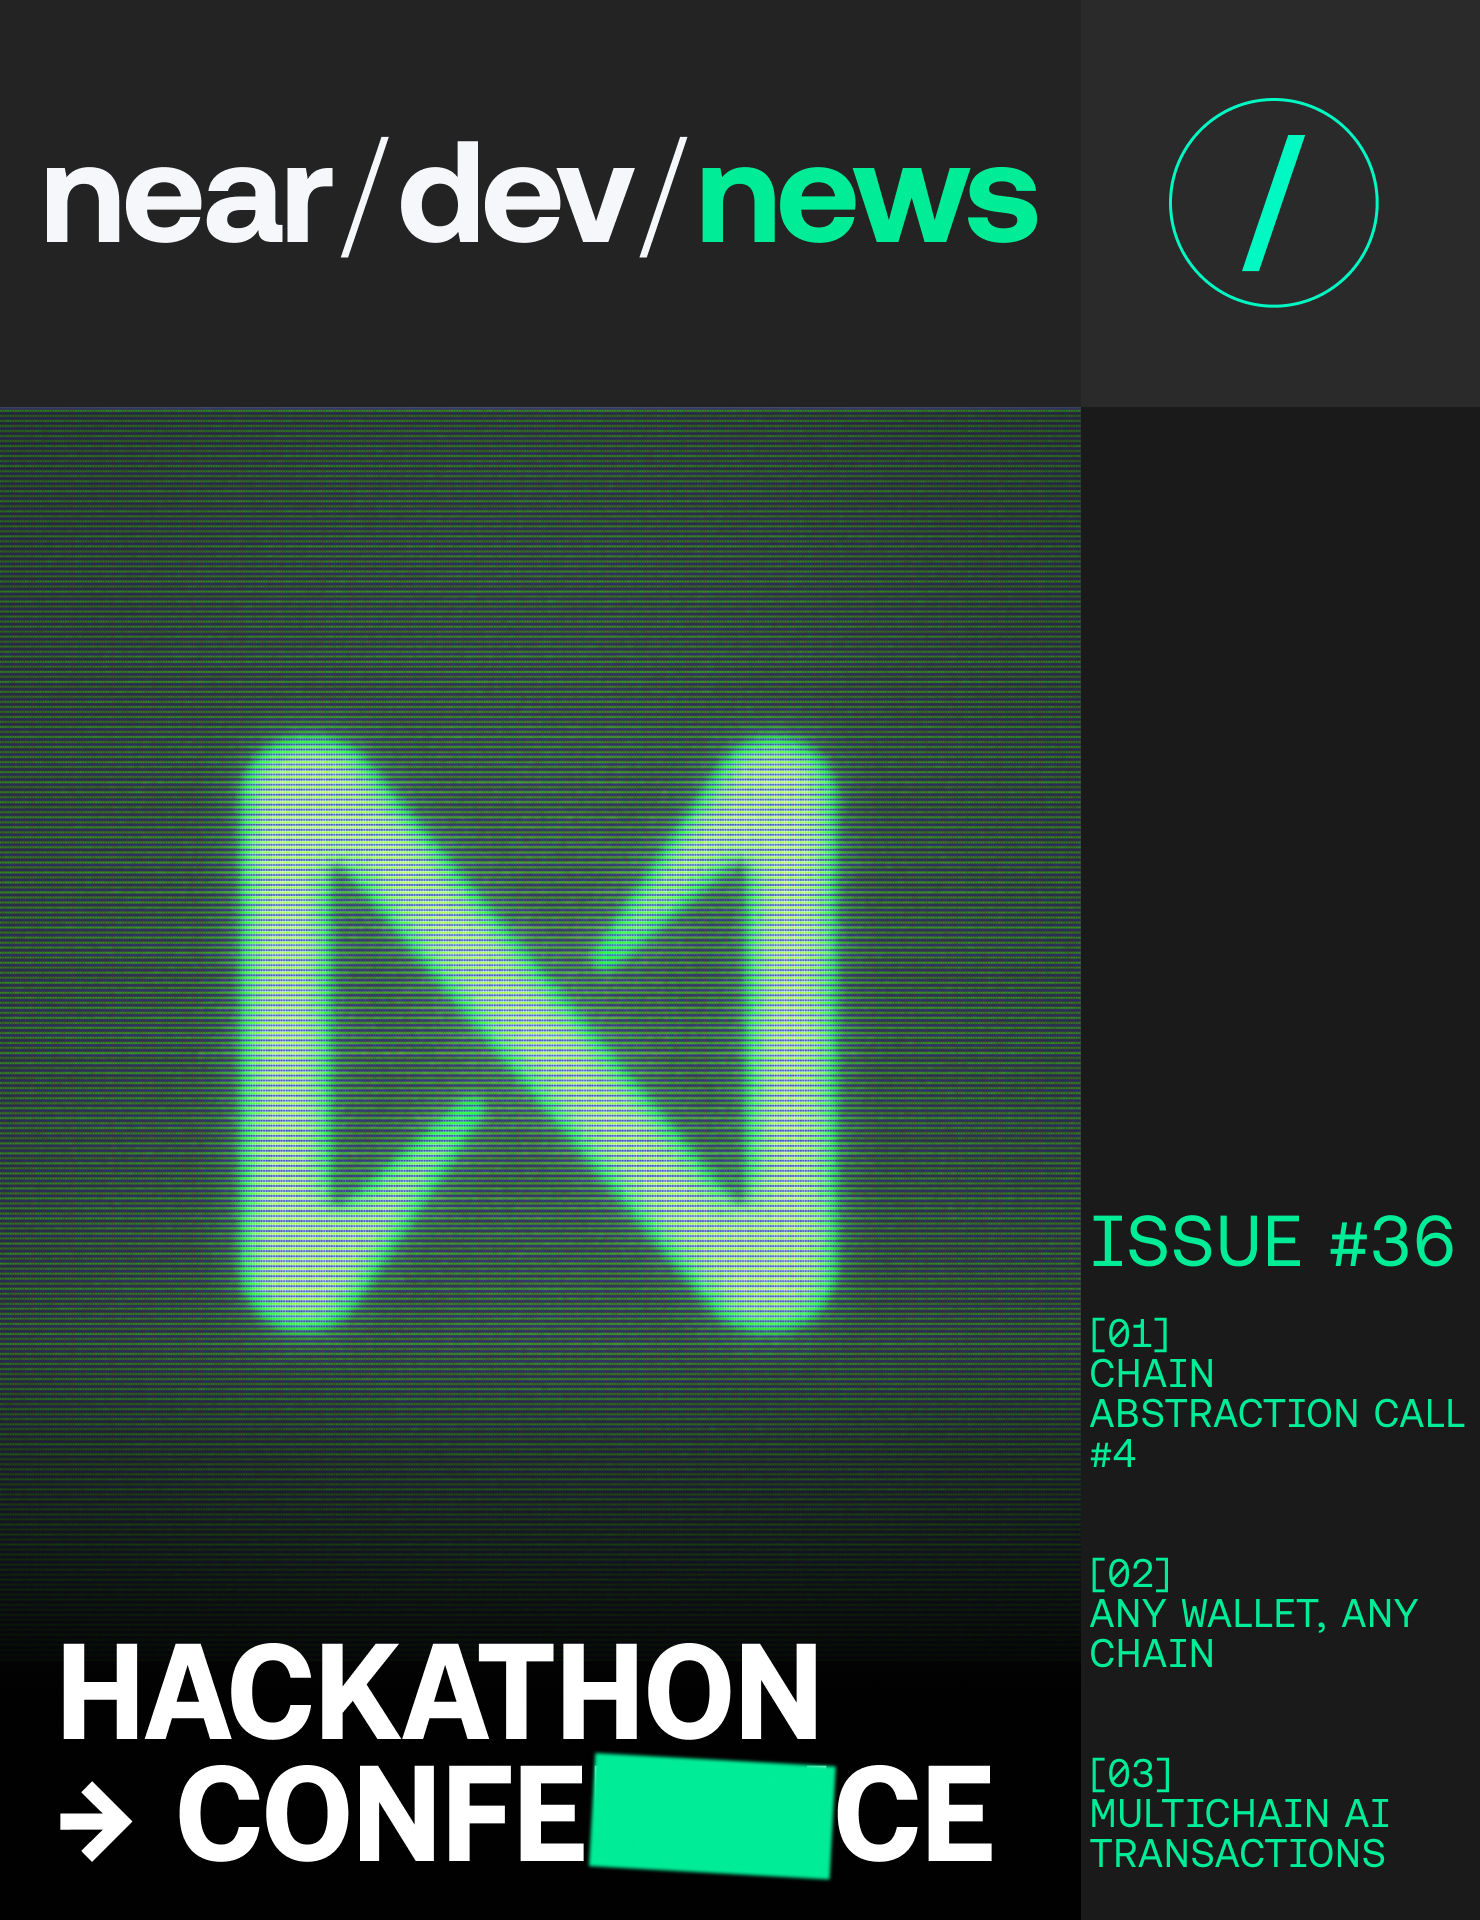 near/dev/news
/
HACKATHON
→ CONFE CE
ISSUE #36
[01]
CHAIN
ABSTRACTION CALL
#4
[02]
ANY WALLET, ANY
CHAIN
[03]
MULTICHAIN AI
TRANSACTIONS